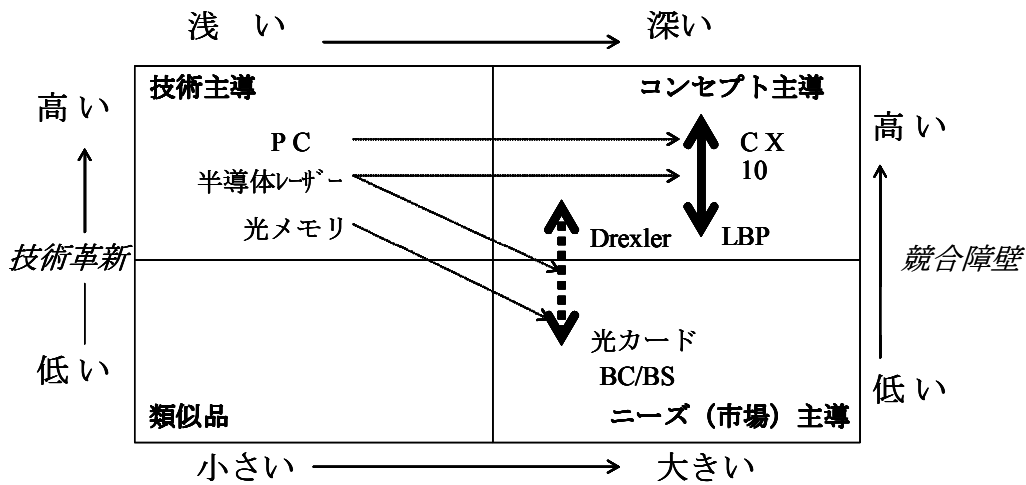 浅　い
深い
技術主導
コンセプト主導
高い
高い
ＰＣ
ＣＸ
10
半導体ﾚｰｻﾞｰ
光メモリ
Drexler
LBP
技術革新
競合障壁
光カード
BC/BS
低い
低い
類似品
ニーズ（市場）主導
小さい
大きい